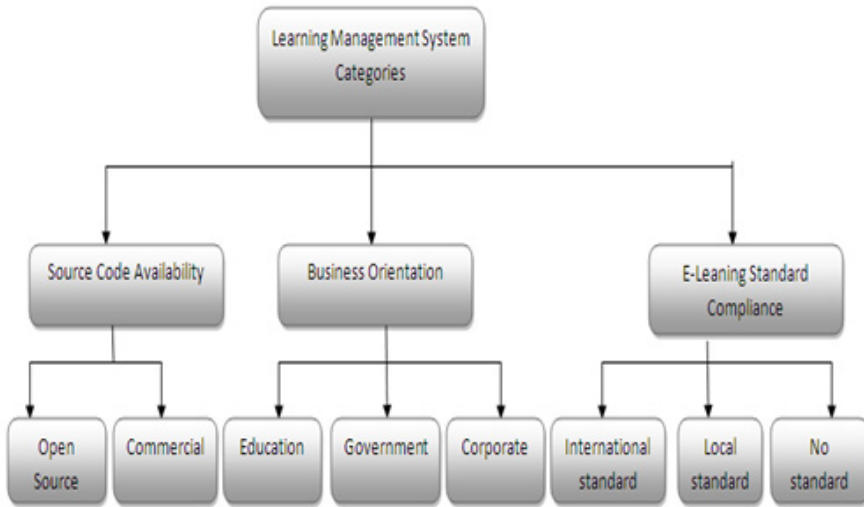 Learning Management System
Categories
Source Code Availability
Business Orientation
E-Leaning Standard
Compliance
Open
Source
Commercial
Education
Government
Corporate
International
standard
Local
standard
No
standard